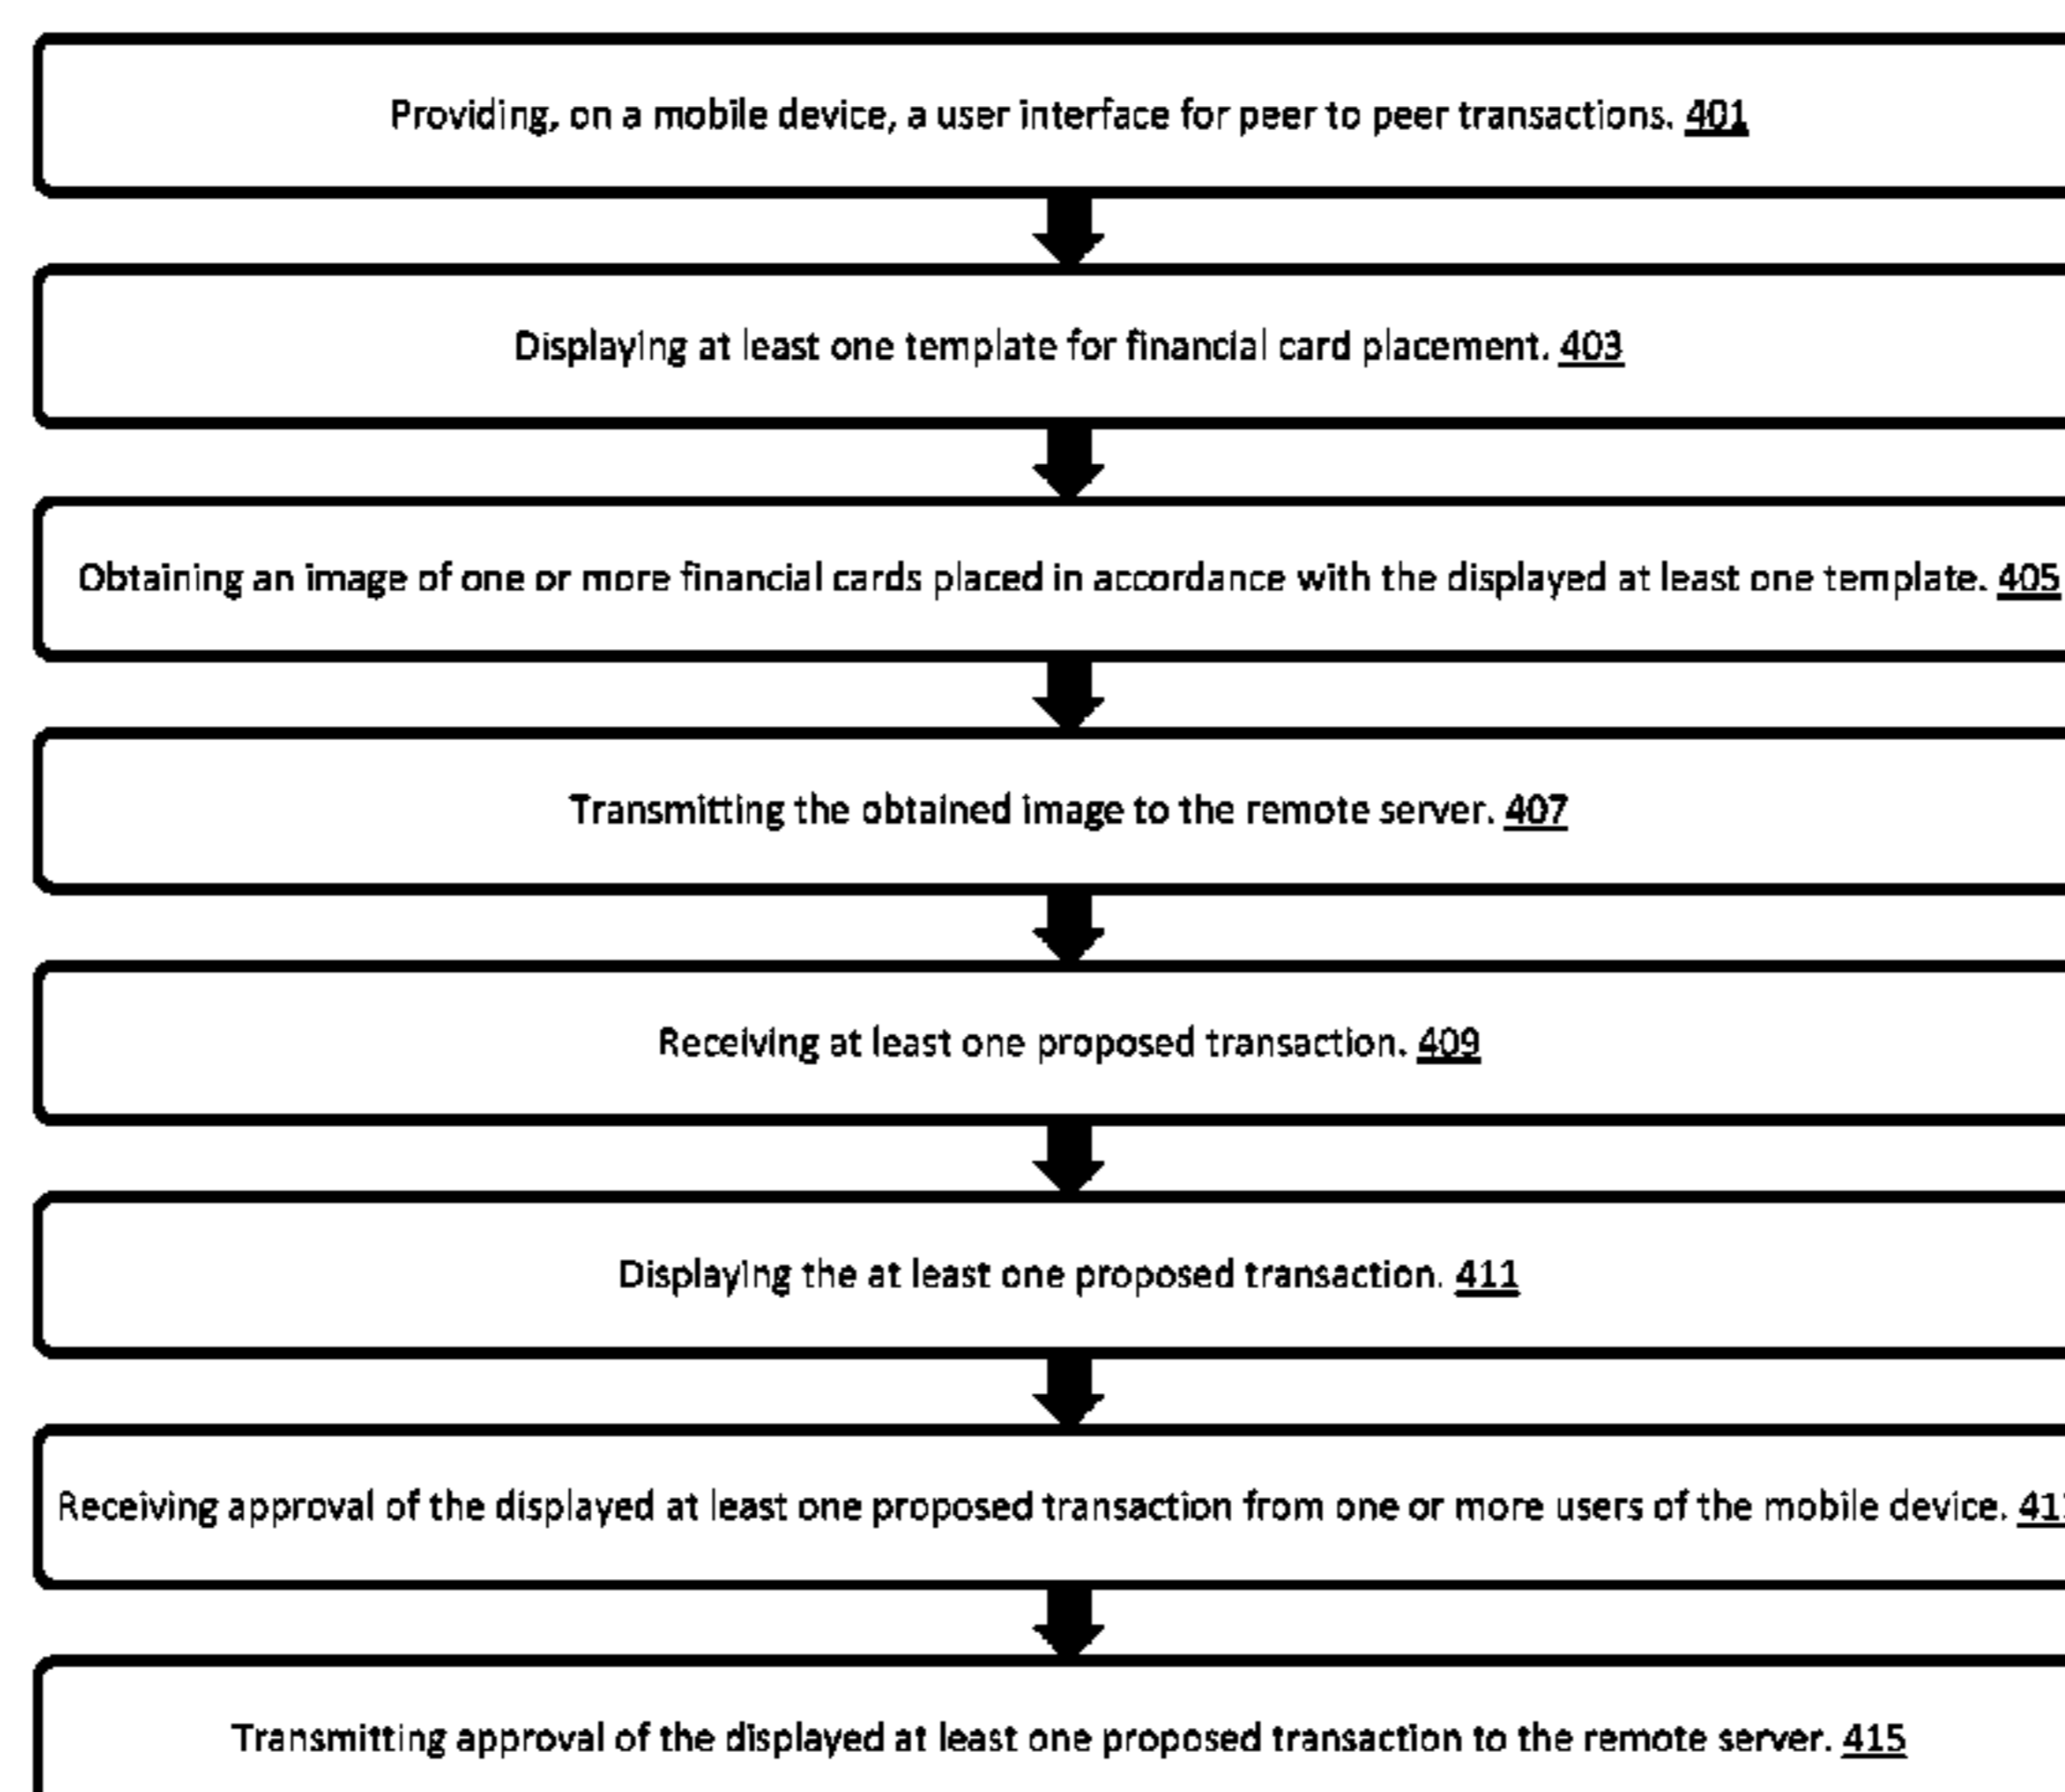 Providing, on a mobile device, a user interface for peer to peer transactions. 401
Displaying at least one template for financial card placement. 403
Obtaining an image of one or more financial cards placed in accordance with the displayed at least one template. 405
Transmitting the obtained image to the remote server. 407
Receiving at least one proposed transaction. 409
Displaying the at least one proposed transaction. 411
Receiving approval of the displayed at least one proposed transaction from one or more users of the mobile device.
Transmitting approval of the displayed at least one proposed transaction to the remote server. 415